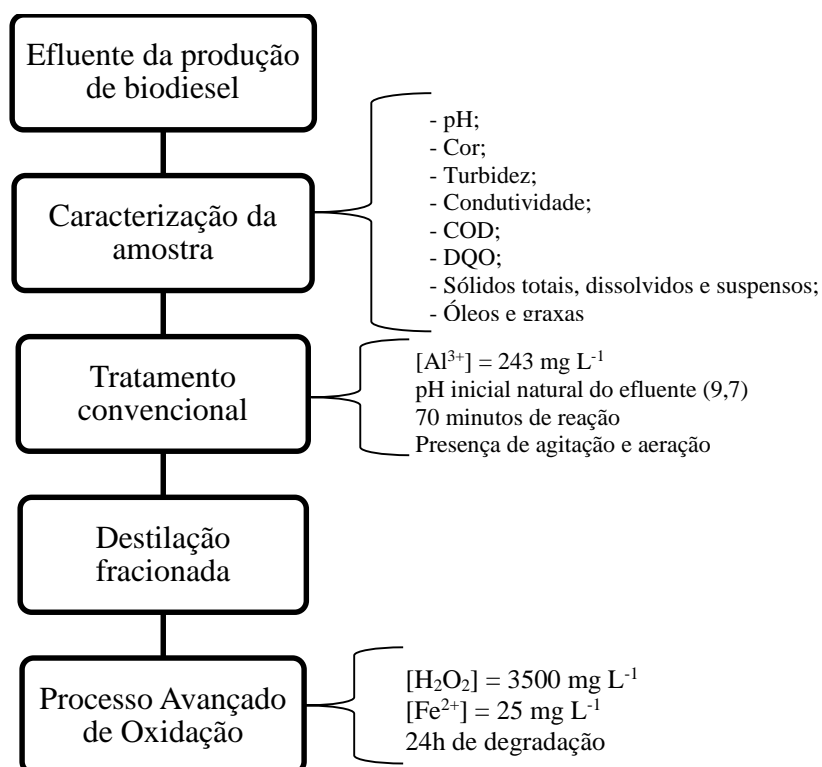 Efluente da produção
de biodiesel
Caracterização da
amostra
- pH;
- Cor;
- Turbidez;
- Condutividade;
- COD;
- DQO;
- Sólidos totais, dissolvidos e suspensos;
- Óleos e graxas
Tratamento
convencional
[Al³⁺] = 243 mg L⁻¹
pH inicial natural do efluente (9,7)
70 minutos de reação
Presença de agitação e aeração
Destilação
fracionada
Processo Avançado
de Oxidação
[H₂O₂] = 3500 mg L⁻¹
[Fe²⁺] = 25 mg L⁻¹
24h de degradação